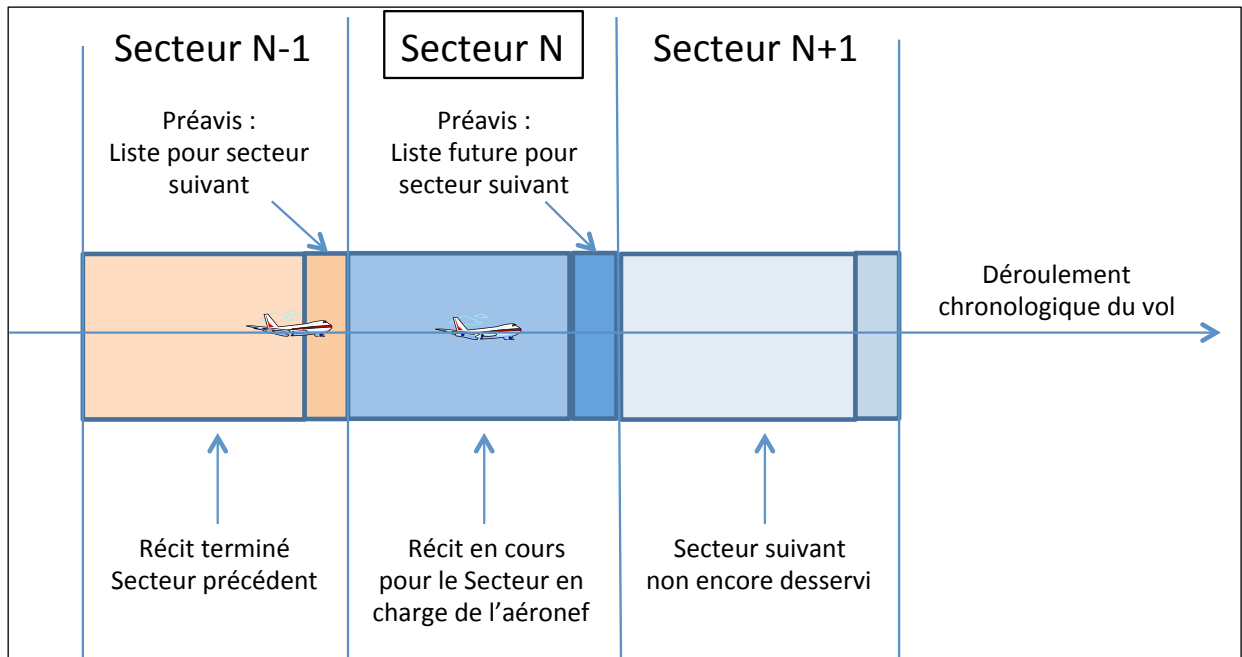 Secteur N-1
Secteur N
Secteur N+1
Préavis :
Liste pour secteur
suivant
Préavis :
Liste future pour
secteur suivant
Déroulement
chronologique du vol
Récit terminé
Secteur précédent
Récit en cours
pour le Secteur en
charge de l’aéronef
Secteur suivant
non encore desservi